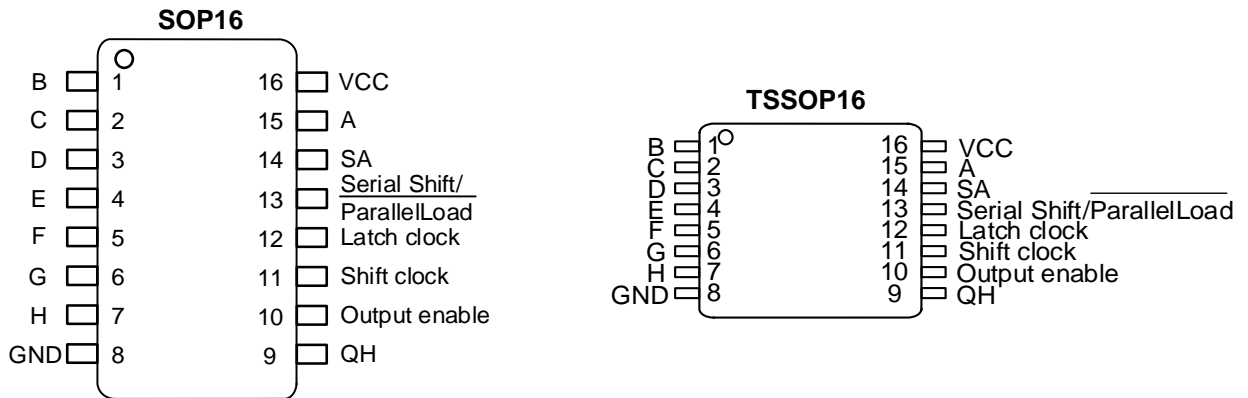 SOP16
B 1 16 VCC
C 2 15 A
D 3 14 SA
E 4 13 Serial Shift/
ParallelLoad
F 5 12 Latch clock
G 6 11 Shift clock
H 7 10 Output enable
GND 8 9 QH
TSSOP16
B 1 16 VCC
C 2 15 A
D 3 14 SA
E 4 13 Serial Shift/ParallelLoad
F 5 12 Latch clock
G 6 11 Shift clock
H 7 10 Output enable
GND 8 9 QH